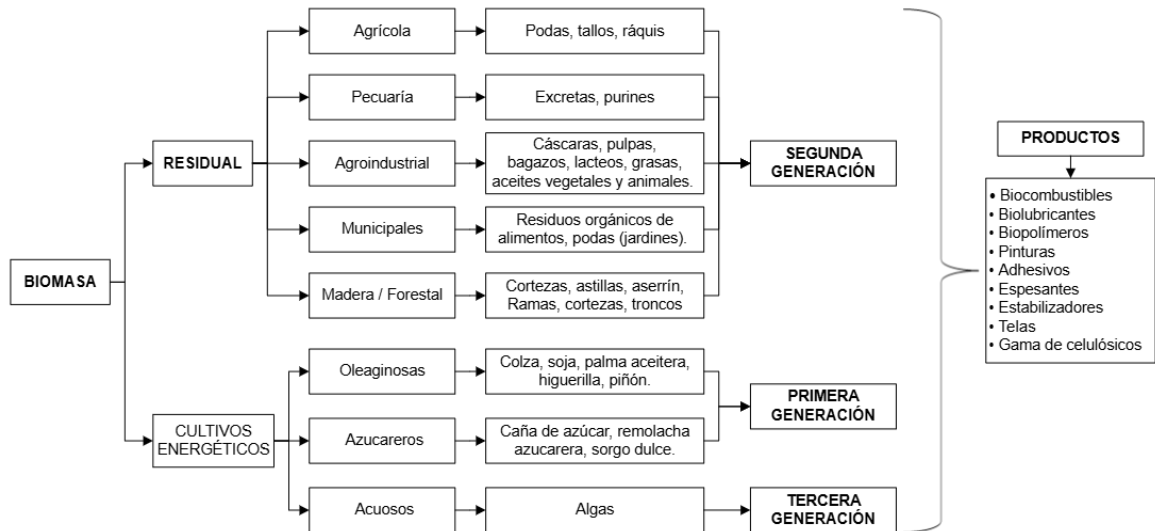 BIOMASA
RESIDUAL
CULTIVOS
ENERGÉTICOS
Agrícola
Podas, tallos, ráquis
Pecuaría
Excretas, purines
Agroindustrial
Cáscaras, pulpas,
bagazos, lacteos, grasas,
aceites vegetales y animales.
Municipales
Residuos orgánicos de
alimentos, podas (jardines).
Madera / Forestal
Cortezas, astillas, aserrín,
Ramas, cortezas, troncos
SEGUNDA
GENERACIÓN
Oleaginosas
Colza, soja, palma aceitera,
higuerilla, piñón.
Azucareros
Caña de azúcar, remolacha
azucarera, sorgo dulce.
PRIMERA
GENERACIÓN
Acuosos
Algas
TERCERA
GENERACIÓN
PRODUCTOS
• Biocombustibles
• Biolubricantes
• Biopolímeros
• Pinturas
• Adhesivos
• Espesantes
• Estabilizadores
• Telas
• Gama de celulósicos